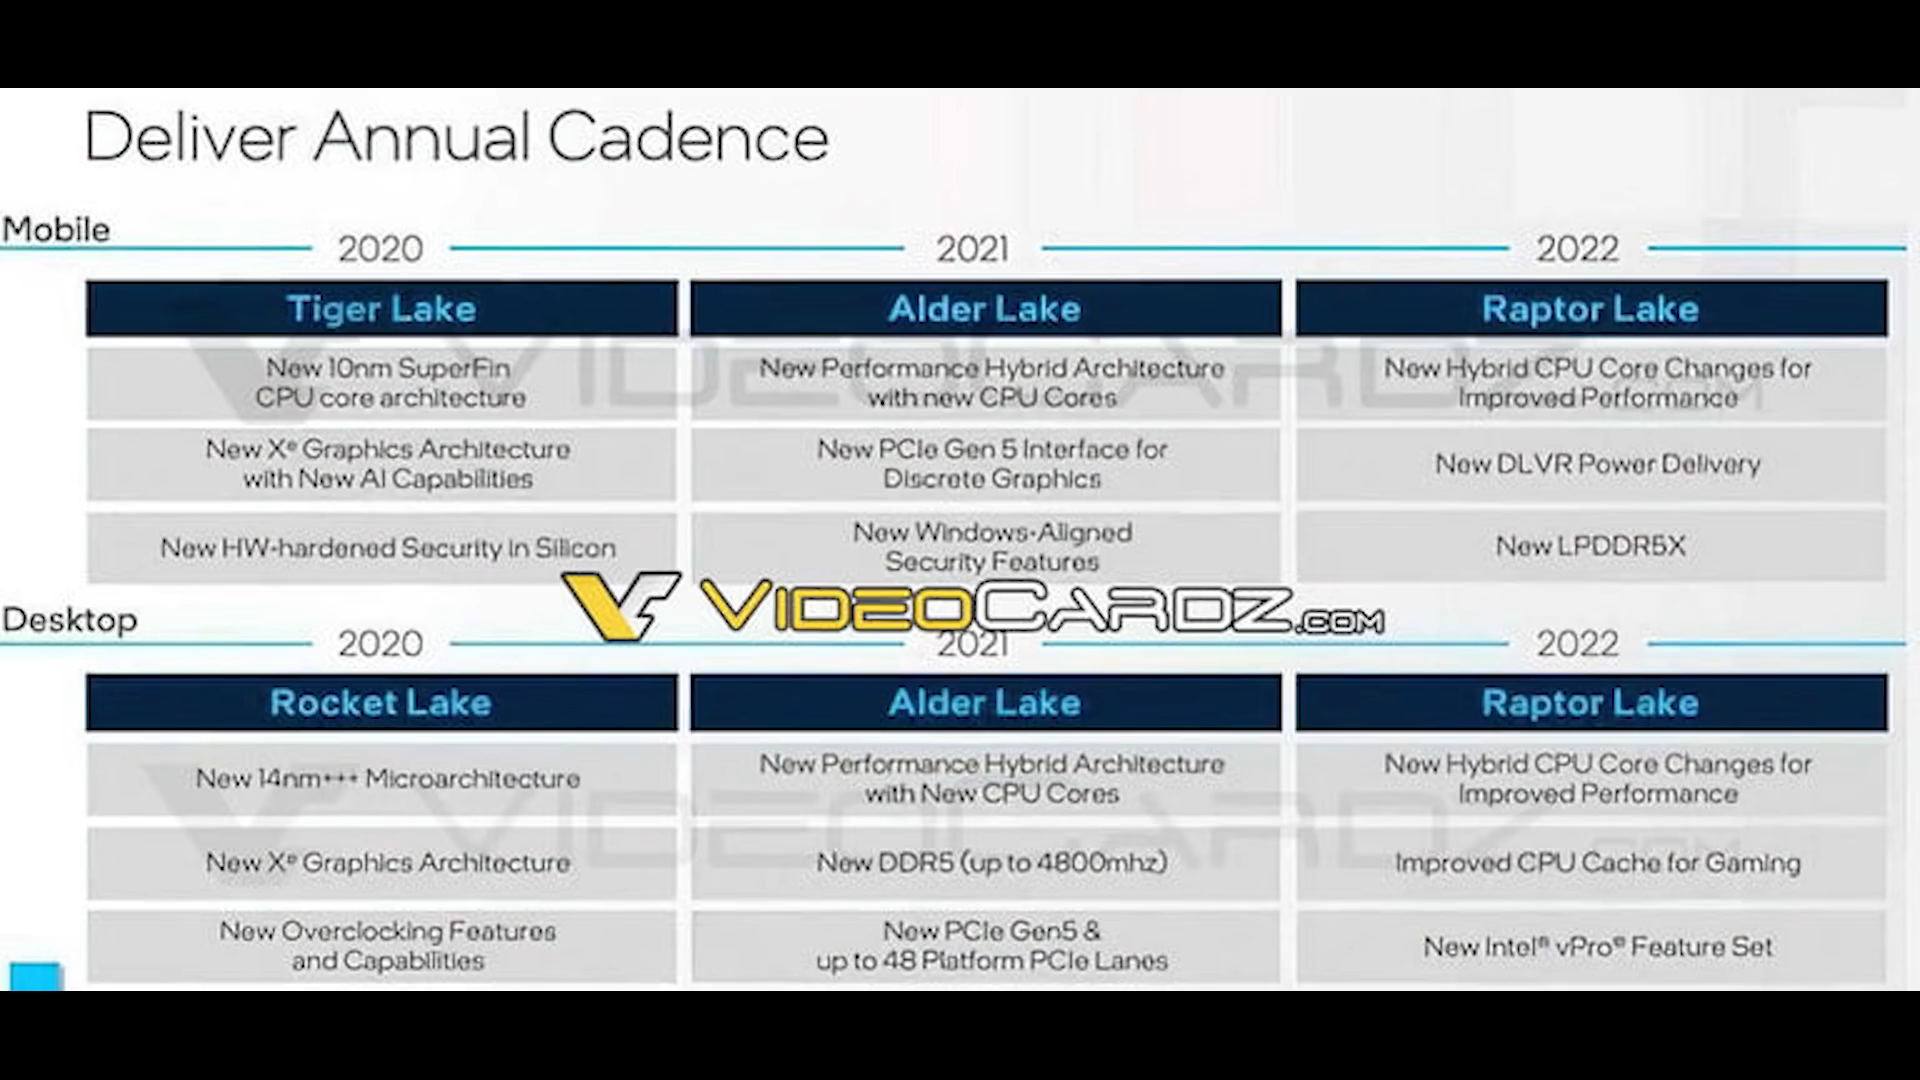 Deliver Annual Cadence
Mobile
2020
2021
2022
Tiger Lake
Alder Lake
Raptor Lake
New 10nm SuperFin
CPU core architecture
New Performance Hybrid Architecture
with new CPU Cores
New Hybrid CPU Core Changes for
Improved Performance
New Xᵉ Graphics Architecture
with New AI Capabilities
New PCIe Gen 5 Interface for
Discrete Graphics
New DLVR Power Delivery
New HW-hardened Security in Silicon
New Windows-Aligned
Security Features
New LPDDR5X
VIDEOCARDZ.COM
Desktop
2020
2021
2022
Rocket Lake
Alder Lake
Raptor Lake
New 14nm+++ Microarchitecture
New Performance Hybrid Architecture
with New CPU Cores
New Hybrid CPU Core Changes for
Improved Performance
New Xᵉ Graphics Architecture
New DDR5 (up to 4800mhz)
Improved CPU Cache for Gaming
New Overclocking Features
and Capabilities
New PCIe Gen5 &
up to 48 Platform PCIe Lanes
New Intel® vPro® Feature Set
VIDEOCARDZ.COM
VIDEOCARDZ.COM